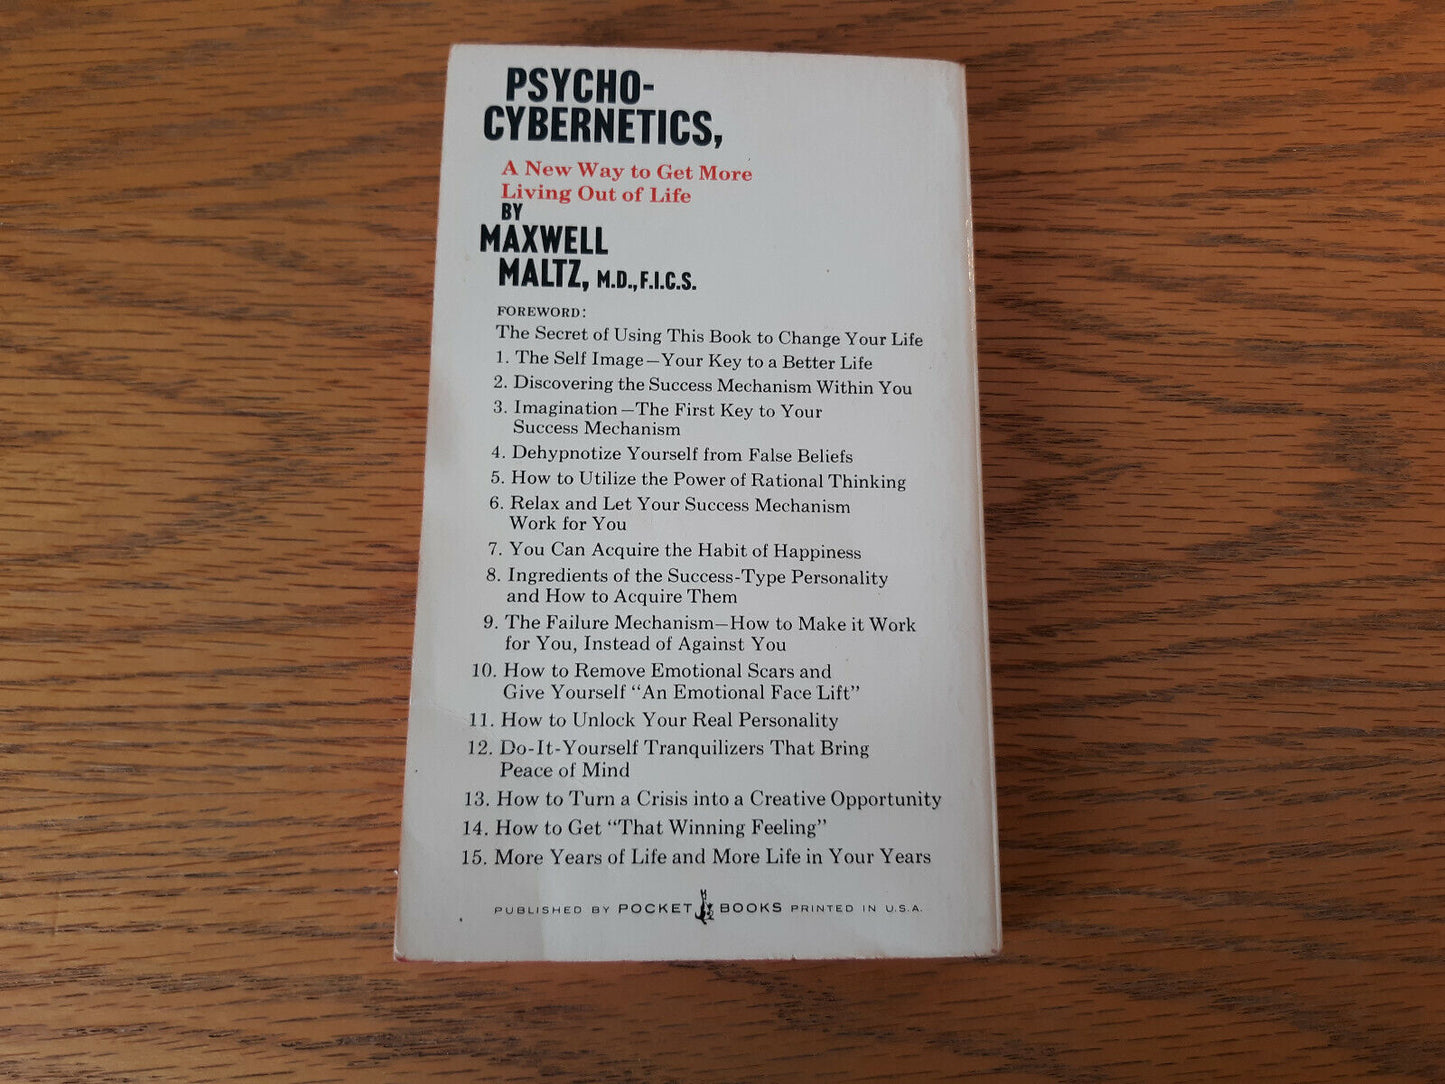 PSYCHO-
CYBERNETICS,
A New Way to Get More
Living Out of Life
BY
MAXWELL
MALTZ, M.D., F.I.C.S.
FOREWORD:
The Secret of Using This Book to Change Your Life
1. The Self Image—Your Key to a Better Life
2. Discovering the Success Mechanism Within You
3. Imagination—The First Key to Your
Success Mechanism
4. Dehypnotize Yourself from False Beliefs
5. How to Utilize the Power of Rational Thinking
6. Relax and Let Your Success Mechanism
Work for You
7. You Can Acquire the Habit of Happiness
8. Ingredients of the Success-Type Personality
and How to Acquire Them
9. The Failure Mechanism—How to Make it Work
for You, Instead of Against You
10. How to Remove Emotional Scars and
Give Yourself “An Emotional Face Lift”
11. How to Unlock Your Real Personality
12. Do-It-Yourself Tranquilizers That Bring
Peace of Mind
13. How to Turn a Crisis into a Creative Opportunity
14. How to Get “That Winning Feeling”
15. More Years of Life and More Life in Your Years
PUBLISHED BY POCKET BOOKS PRINTED IN U.S.A.